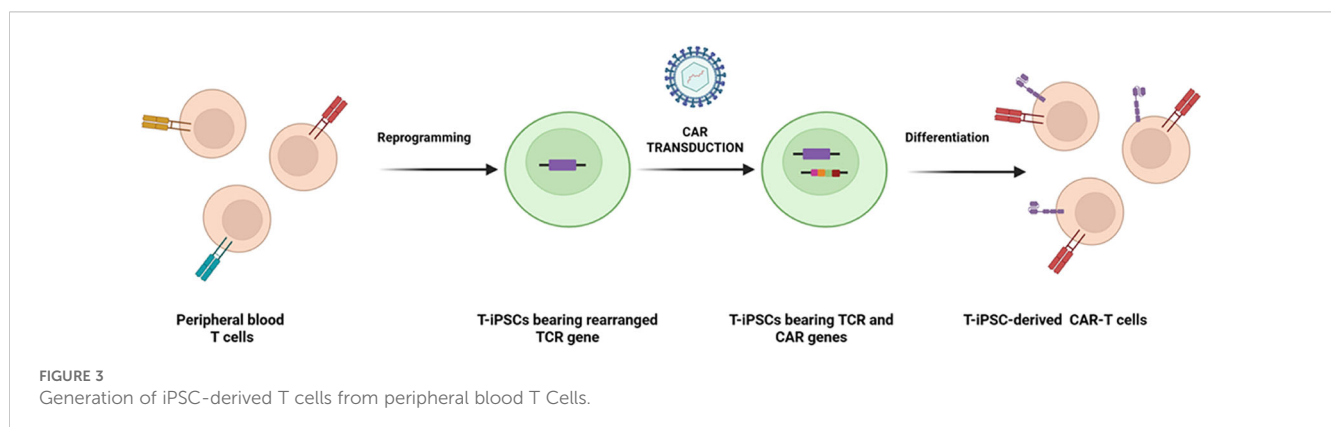 Reprogramming
CAR
TRANSDUCTION
Differentiation
Peripheral blood
T cells
T-iPSCs bearing rearranged
TCR gene
T-iPSCs bearing TCR and
CAR genes
T-iPSC-derived CAR-T cells
FIGURE 3
Generation of iPSC-derived T cells from peripheral blood T Cells.